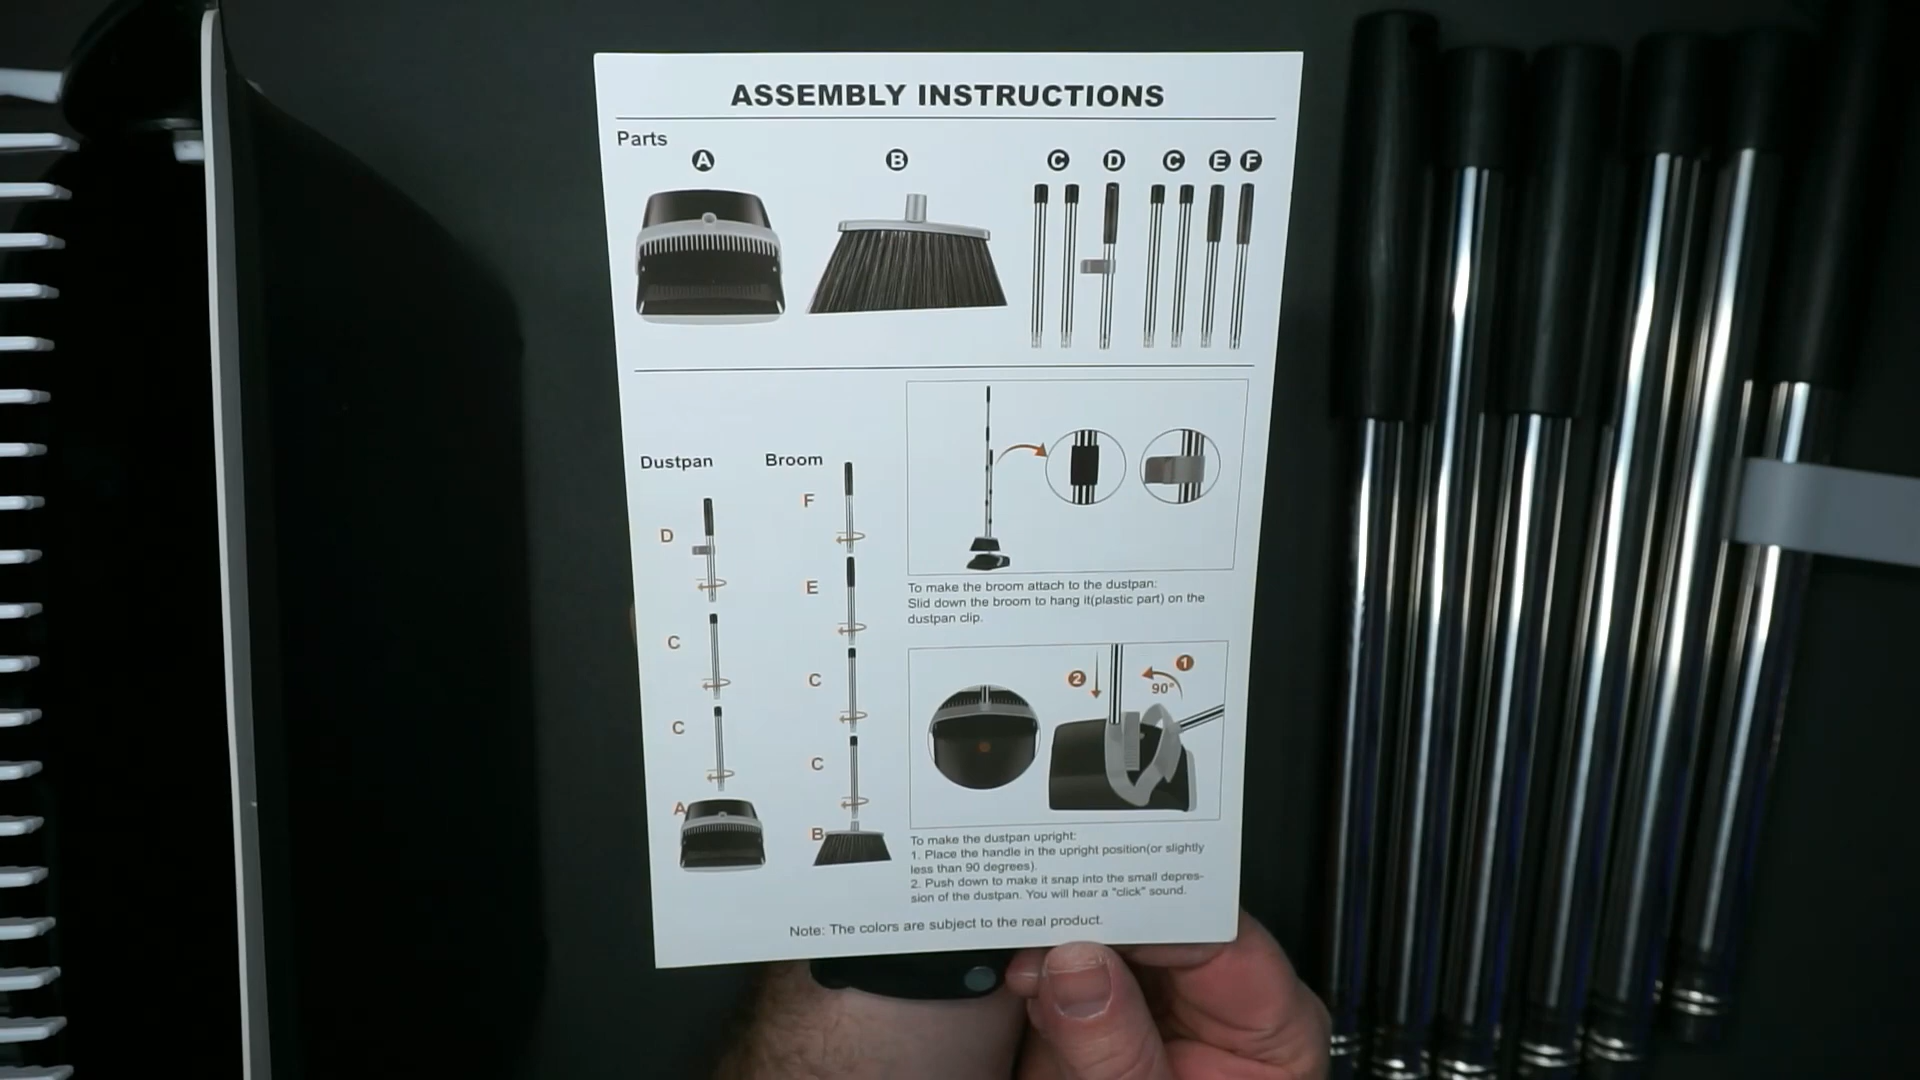 ASSEMBLY INSTRUCTIONS
Parts
A B C D C E F
Dustpan Broom
F
D
E
C
C
C
C
A
B
To make the broom attach to the dustpan:
Slid down the broom to hang it(plastic part) on the
dustpan clip.
1
2
90°
To make the dustpan upright:
1. Place the handle in the upright position(or slightly
less than 90 degrees).
2. Push down to make it snap into the small depres-
sion of the dustpan. You will hear a "click" sound.
Note: The colors are subject to the real product.